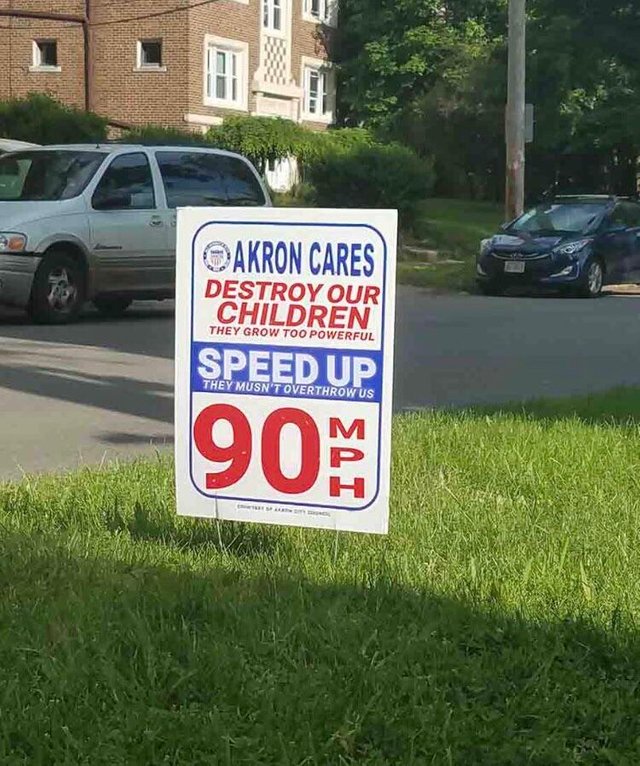 AKRON CARES
DESTROY OUR
CHILDREN
THEY GROW TOO POWERFUL
SPEED UP
THEY MUSN'T OVERTHROW US
90 MPH
COURTESY OF AKRON CITY COUNCIL